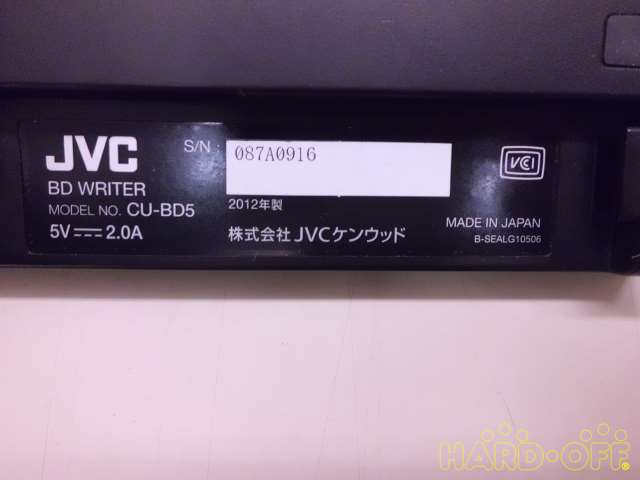 JVC
BD WRITER
MODEL NO. CU-BD5
5V⎓2.0A
S/N:
087A0916
2012年製
株式会社JVCケンウッド
VCI
MADE IN JAPAN
B-SEALG10506
HARD·OFF